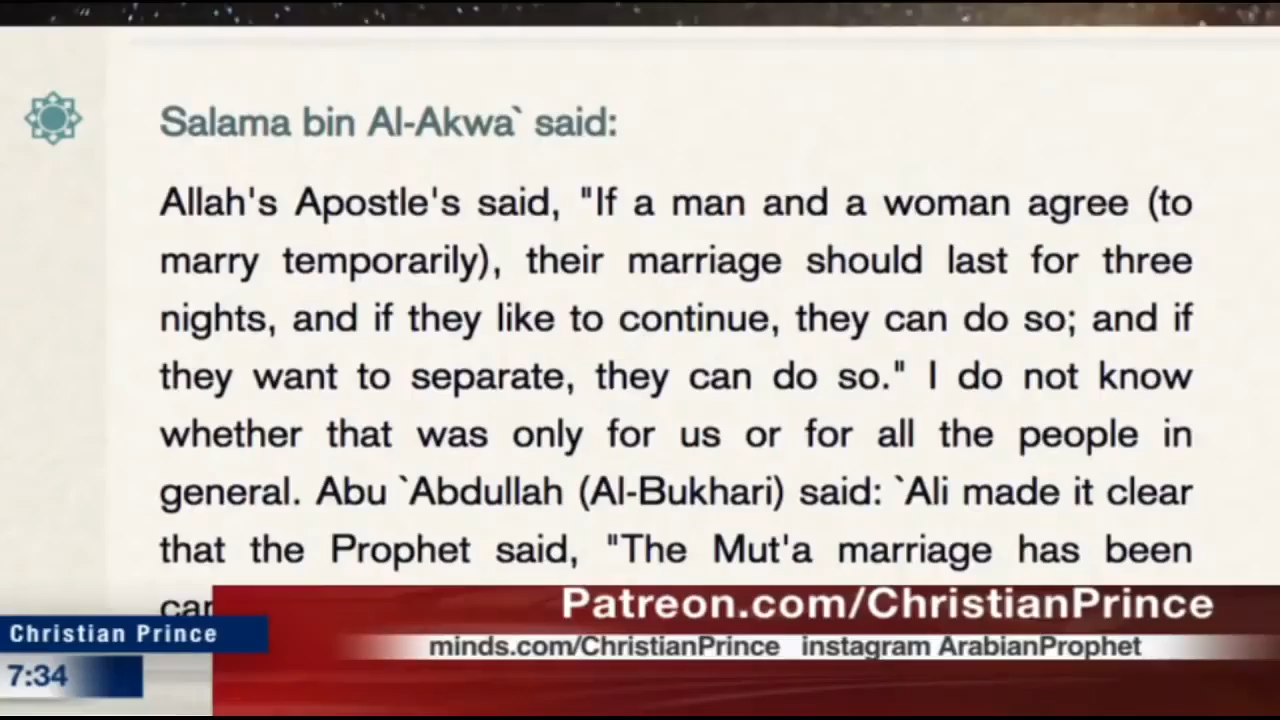 Salama bin Al-Akwa` said:
Allah's Apostle's said, "If a man and a woman agree (to
marry temporarily), their marriage should last for three
nights, and if they like to continue, they can do so; and if
they want to separate, they can do so." I do not know
whether that was only for us or for all the people in
general. Abu `Abdullah (Al-Bukhari) said: `Ali made it clear
that the Prophet said, "The Mut'a marriage has been
Patreon.com/ChristianPrince
Christian Prince
minds.com/ChristianPrince instagram ArabianProphet
7:34